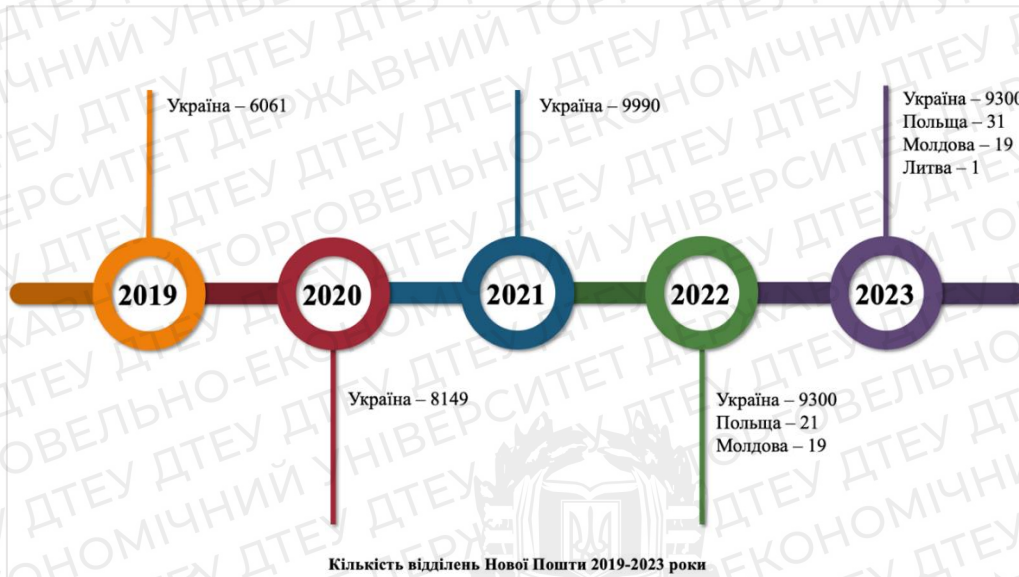 Україна – 6061
Україна – 9990
Україна – 9300
Польща – 31
Молдова – 19
Литва – 1
2019
2020
2021
2022
2023
Україна – 8149
Україна – 9300
Польща – 21
Молдова – 19
Кількість відділень Нової Пошти 2019-2023 роки